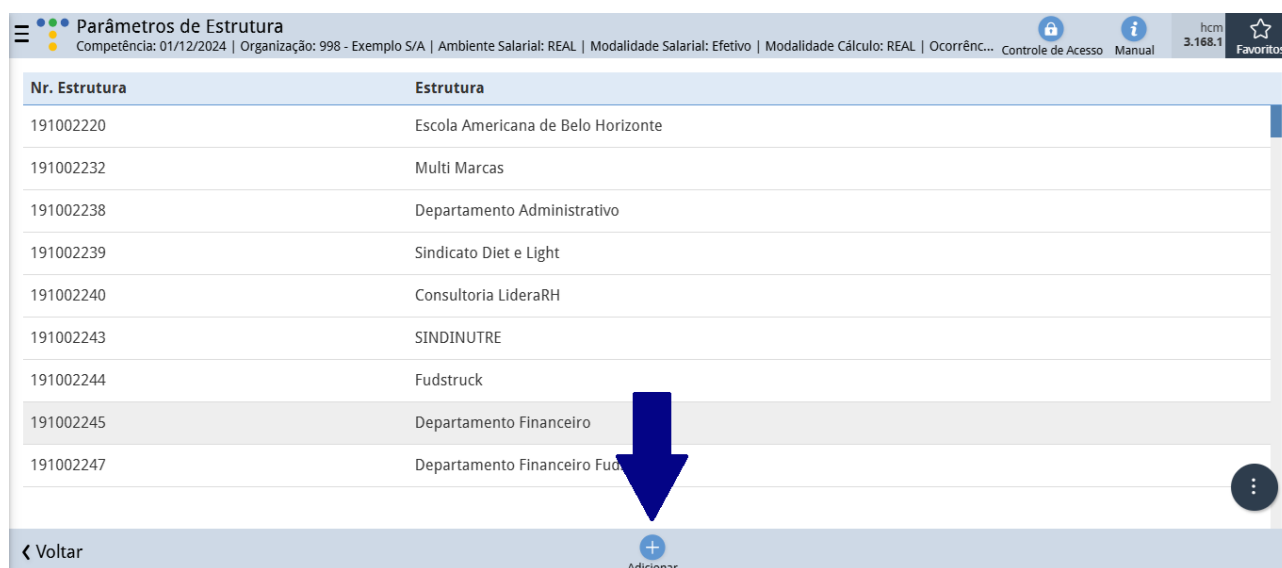 Parâmetros de Estrutura
Competência: 01/12/2024 | Organização: 998 - Exemplo S/A | Ambiente Salarial: REAL | Modalidade Salarial: Efetivo | Modalidade Cálculo: REAL | Ocorrênc...
Controle de Acesso
Manual
hcm
3.168.1
Favoritos
Nr. Estrutura Estrutura
191002220 Escola Americana de Belo Horizonte
191002232 Multi Marcas
191002238 Departamento Administrativo
191002239 Sindicato Diet e Light
191002240 Consultoria LideraRH
191002243 SINDINUTRE
191002244 Fudstruck
191002245 Departamento Financeiro
191002247 Departamento Financeiro Fud
Voltar
Adicionar